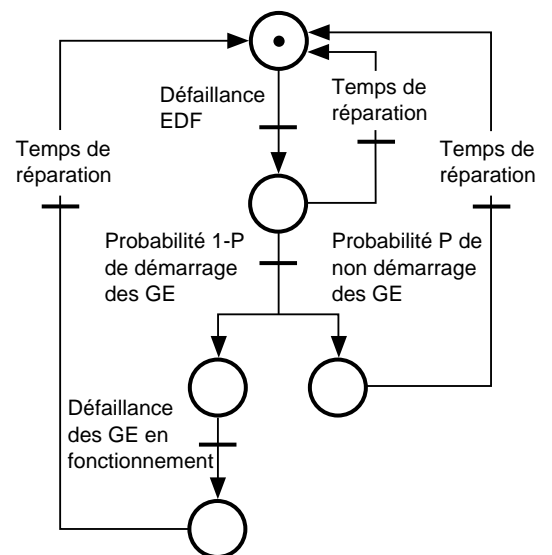 Défaillance
EDF
Temps de
réparation
Temps de
réparation
Temps de
réparation
Probabilité 1-P
de démarrage
des GE
Probabilité P de
non démarrage
des GE
Défaillance
des GE en
fonctionnement